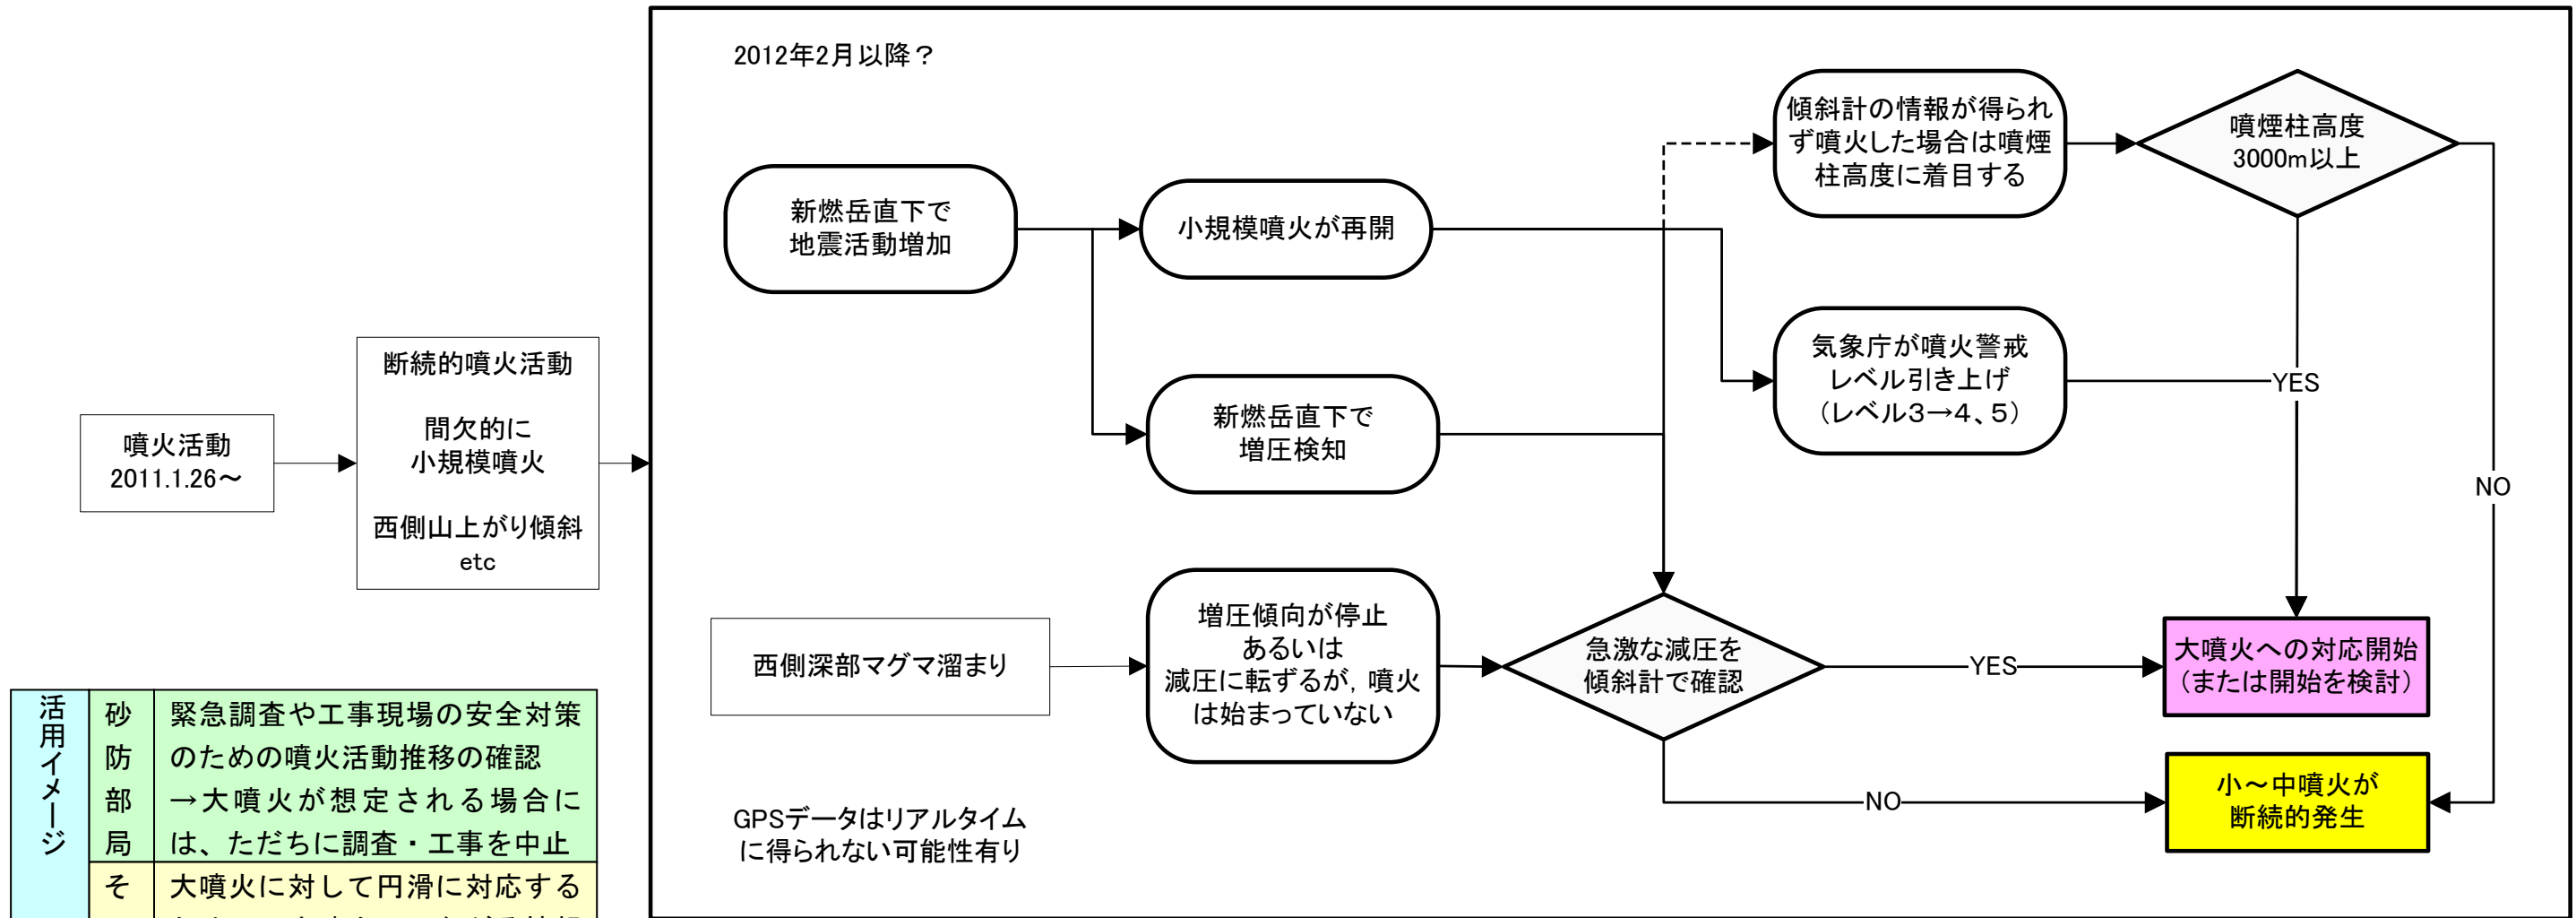 2012年2月以降？
傾斜計の情報が得られ
ず噴火した場合は噴煙
柱高度に着目する
噴煙柱高度
3000m以上
新燃岳直下で
地震活動増加
小規模噴火が再開
気象庁が噴火警戒
レベル引き上げ
（レベル３→４、５）
YES
NO
断続的噴火活動
間欠的に
小規模噴火
西側山上がり傾斜
etc
噴火活動
2011.1.26～
新燃岳直下で
増圧検知
西側深部マグマ溜まり
増圧傾向が停止
あるいは
減圧に転ずるが，噴火
は始まっていない
急激な減圧を
傾斜計で確認
YES
大噴火への対応開始
（または開始を検討）
NO
小～中噴火が
断続的発生
GPSデータはリアルタイム
に得られない可能性有り
活用イメージ
砂防部局
緊急調査や工事現場の安全対策
のための噴火活動推移の確認
→大噴火が想定される場合に
は、ただちに調査・工事を中止
そ
大噴火に対して円滑に対応する